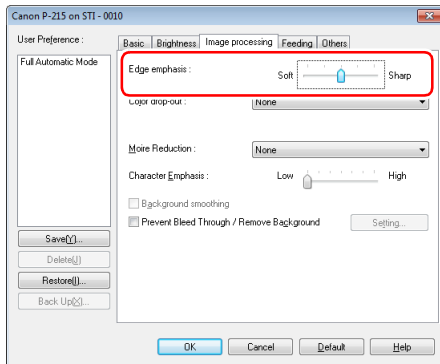 Canon P-215 on STI - 0010
User Preference :
Full Automatic Mode
Save(Y)...
Delete(J)
Restore(I)...
Back Up(X)...
Basic Brightness Image processing Feeding Others
Edge emphasis : Soft Sharp
Color drop-out : None
Moire Reduction : None
Character Emphasis : Low High
Background smoothing
Prevent Bleed Through / Remove Background Setting...
OK Cancel Default Help